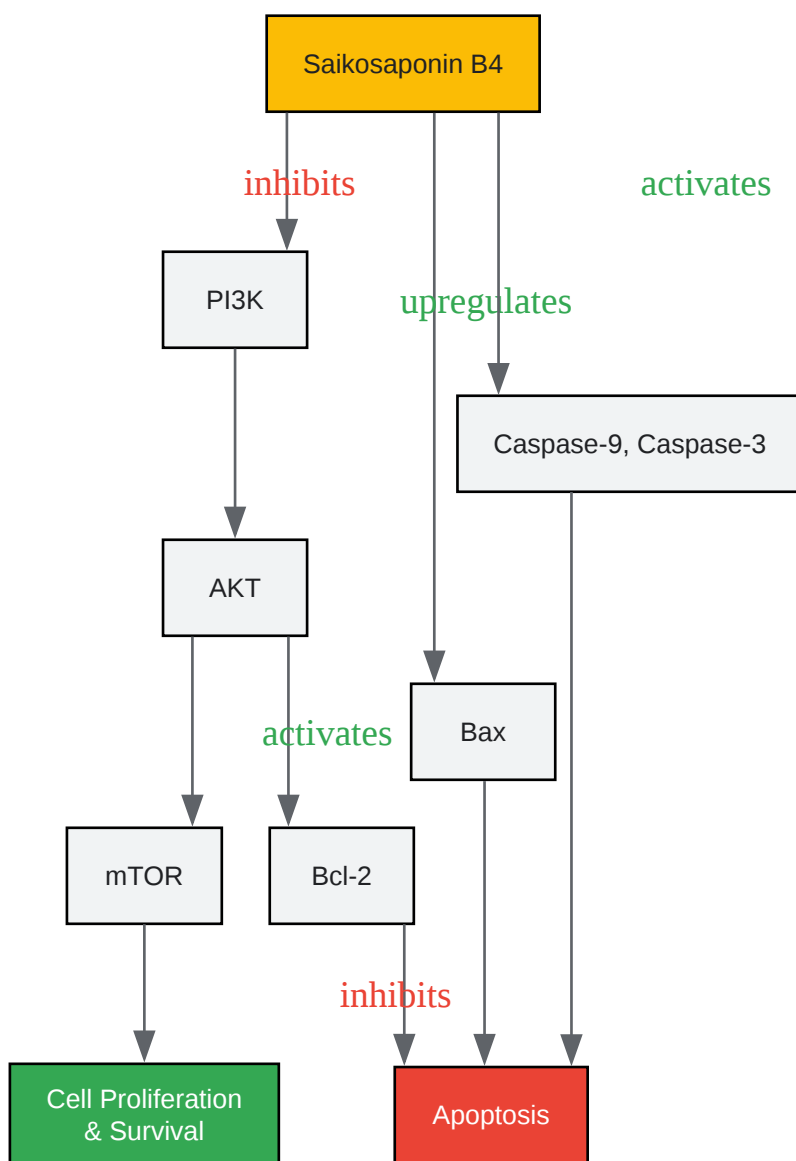 Saikosaponin B4
inhibits
activates
PI3K
upregulates
Caspase-9, Caspase-3
AKT
activates
Bax
mTOR
Bcl-2
inhibits
Cell Proliferation
& Survival
Apoptosis